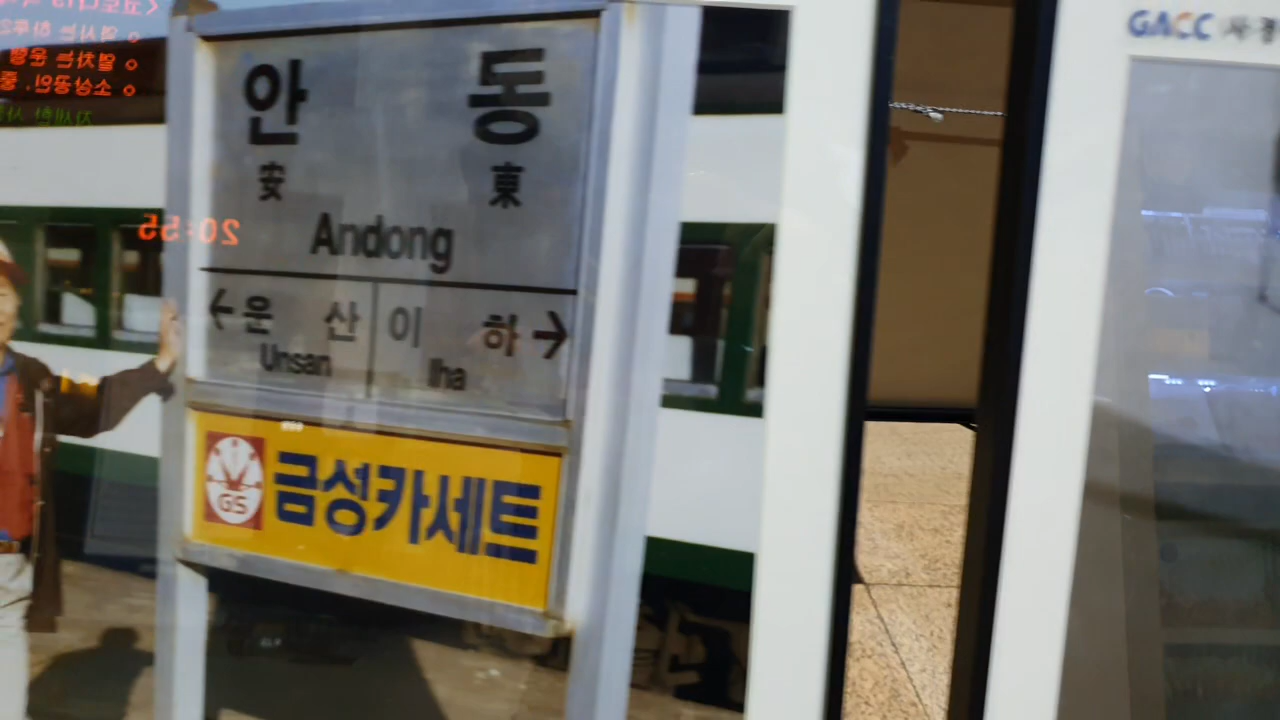 안 동
安 東
Andong
←운 산 이 하→
Unsan Iha
GS 금성카세트
20:55
GACC